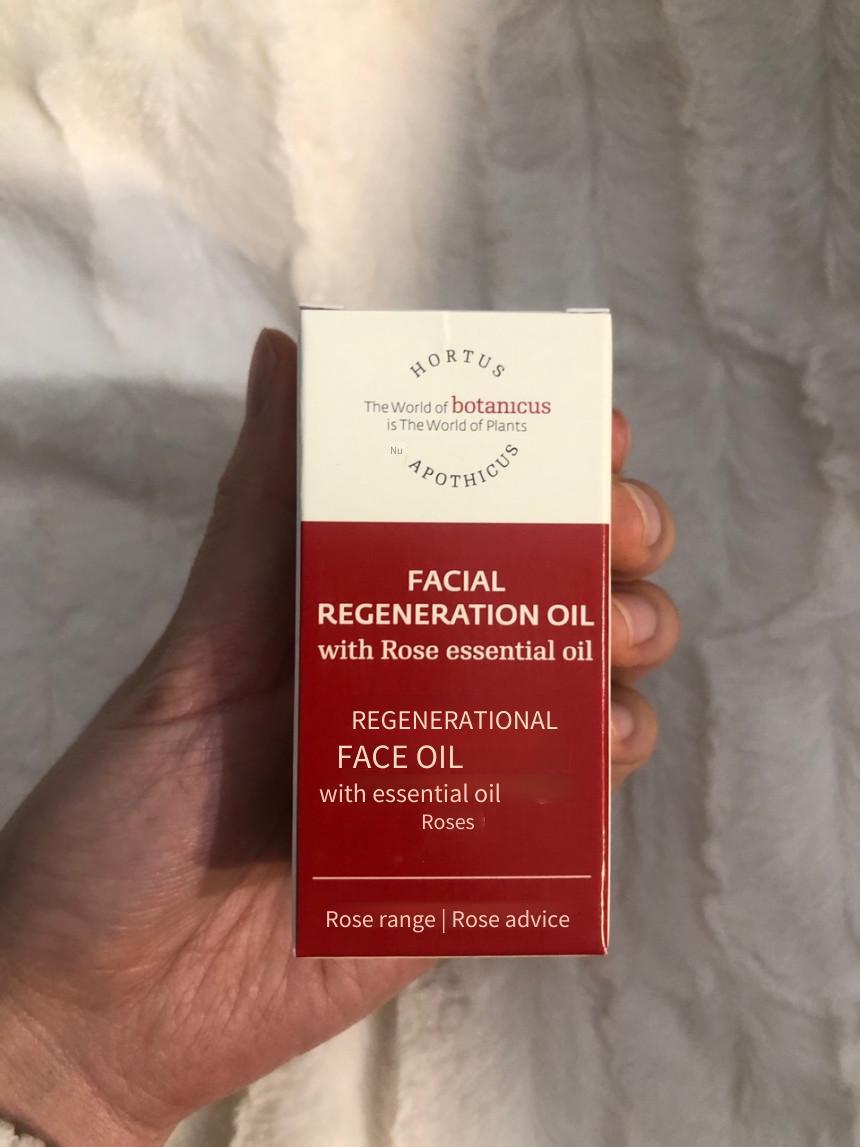 HORTUS
The World of botanicus
is The World of Plants
Nu
APOTHICUS
FACIAL
REGENERATION OIL
with Rose essential oil
REGENERATIONAL
FACE OIL
with essential oil
Roses
Rose range | Rose advice